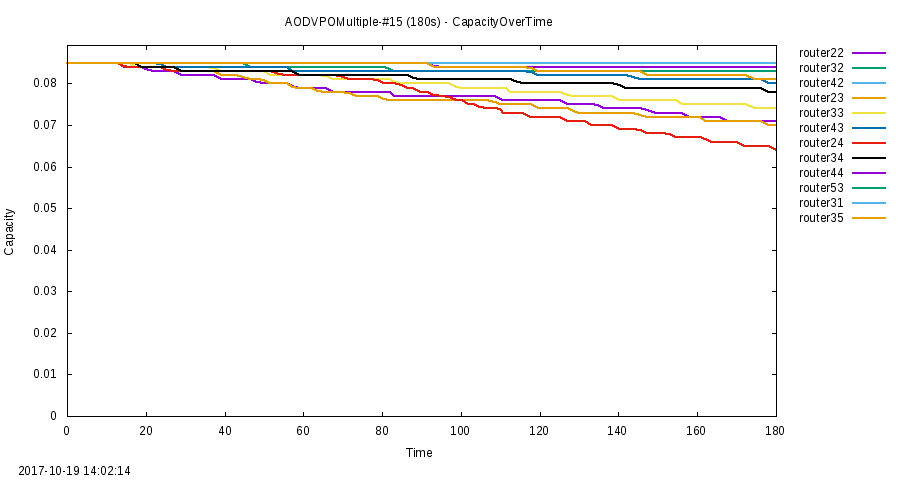 AODVPOMultiple-#15 (180s) - CapacityOverTime
router22
router32
router42
router23
router33
router43
router24
router34
router44
router53
router31
router35
Capacity
0.08
0.07
0.06
0.05
0.04
0.03
0.02
0.01
0
0 20 40 60 80 100 120 140 160 180
Time
2017-10-19 14:02:14